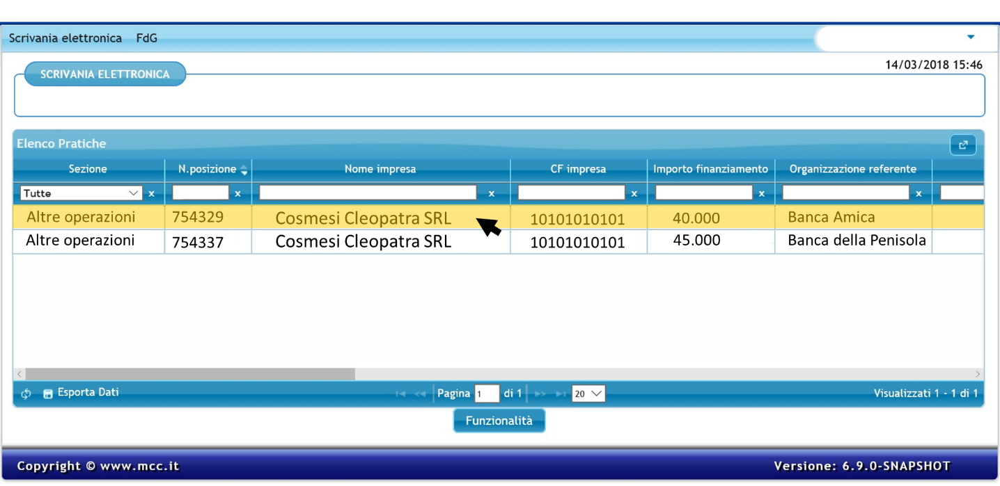 Scrivania elettronica FdG
14/03/2018 15:46
SCRIVANIA ELETTRONICA
Elenco Pratiche
Sezione N.posizione Nome impresa CF impresa Importo finanziamento Organizzazione referente
Tutte x x x x x x
Altre operazioni 754329 Cosmesi Cleopatra SRL 10101010101 40.000 Banca Amica
Altre operazioni 754337 Cosmesi Cleopatra SRL 10101010101 45.000 Banca della Penisola
Esporta Dati Pagina 1 di 1 20 Visualizzati 1 - 1 di 1
Funzionalità
Copyright © www.mcc.it Versione: 6.9.0-SNAPSHOT